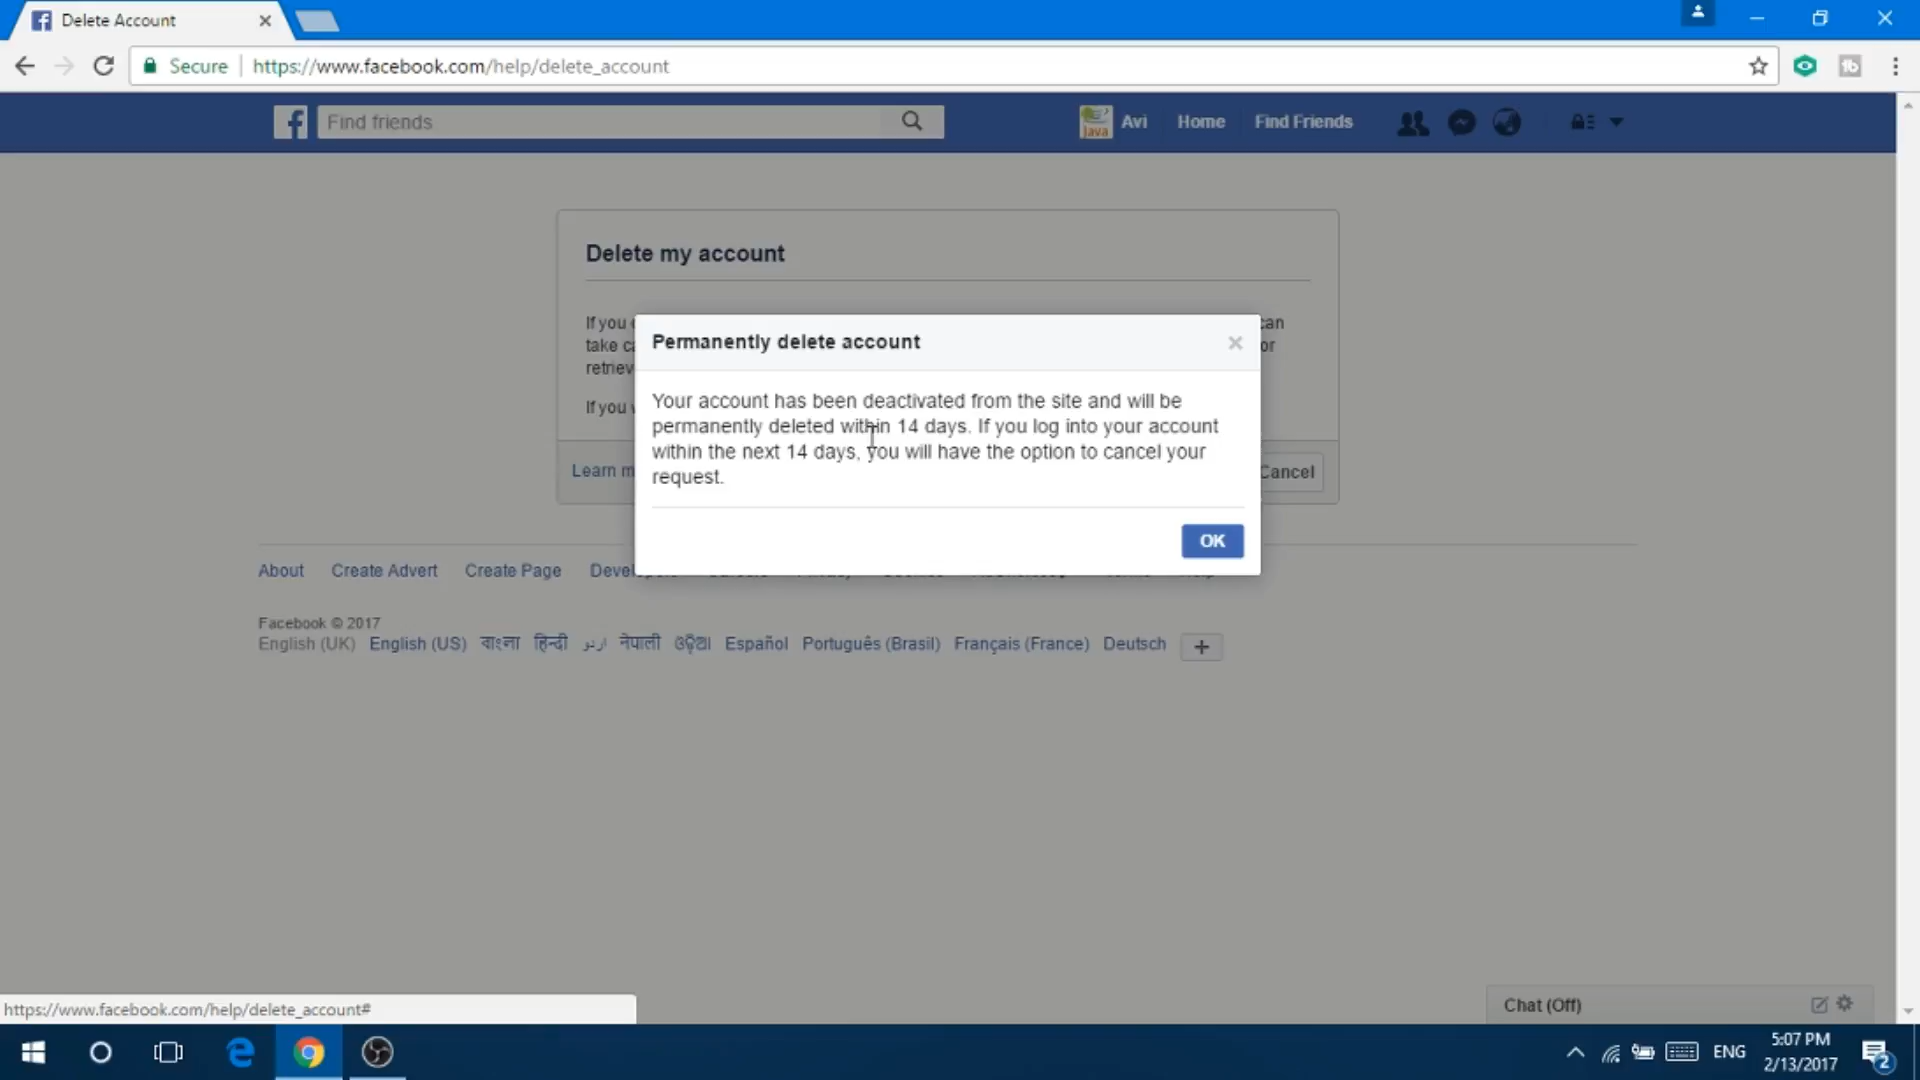 Delete Account
Secure https://www.facebook.com/help/delete_account
Find friends
Java
Avi Home Find Friends
Delete my account
If you
take ca
retriev
can
or
If you
Permanently delete account
Your account has been deactivated from the site and will be
permanently deleted within 14 days. If you log into your account
within the next 14 days, you will have the option to cancel your
request.
Learn m
Cancel
OK
About Create Advert Create Page
Facebook © 2017
English (UK) English (US) বাংলা हिन्दी اردو नेपाली ଓଡ଼ିଆ Español Português (Brasil) Français (France) Deutsch
https://www.facebook.com/help/delete_account#
Chat (Off)
ENG
5:07 PM
2/13/2017
2